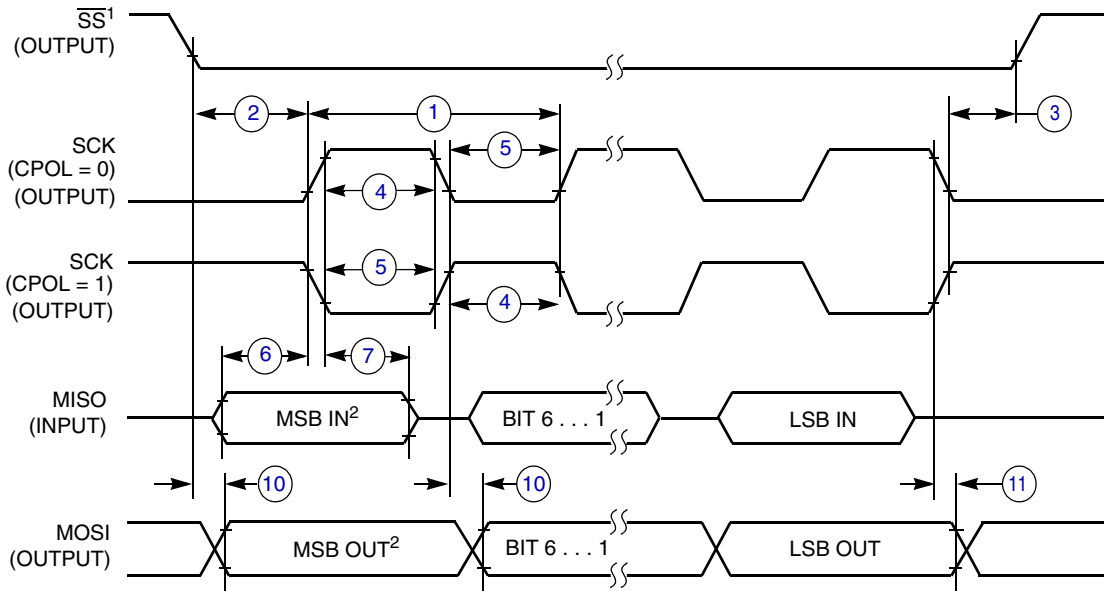 SS¹
(OUTPUT)
2
1
3
SCK
(CPOL = 0)
(OUTPUT)
5
4
SCK
(CPOL = 1)
(OUTPUT)
5
4
6
7
MISO
(INPUT)
MSB IN²
BIT 6 . . . 1
LSB IN
10
10
11
MOSI
(OUTPUT)
MSB OUT²
BIT 6 . . . 1
LSB OUT